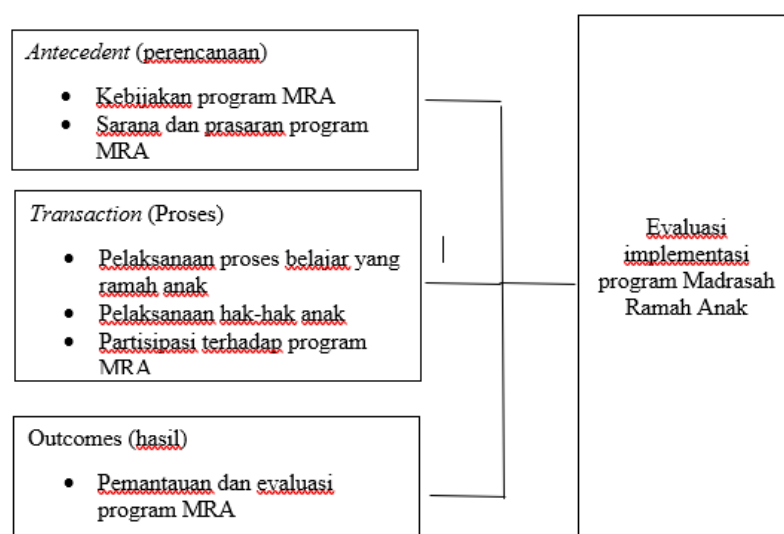 Antecedent (perencanaan)
• Kebijakan program MRA
• Sarana dan prasaran program
MRA
Transaction (Proses)
• Pelaksanaan proses belajar yang
ramah anak
• Pelaksanaan hak-hak anak
• Partisipasi terhadap program
MRA
Outcomes (hasil)
• Pemantauan dan evaluasi
program MRA
Evaluasi
implementasi
program Madrasah
Ramah Anak